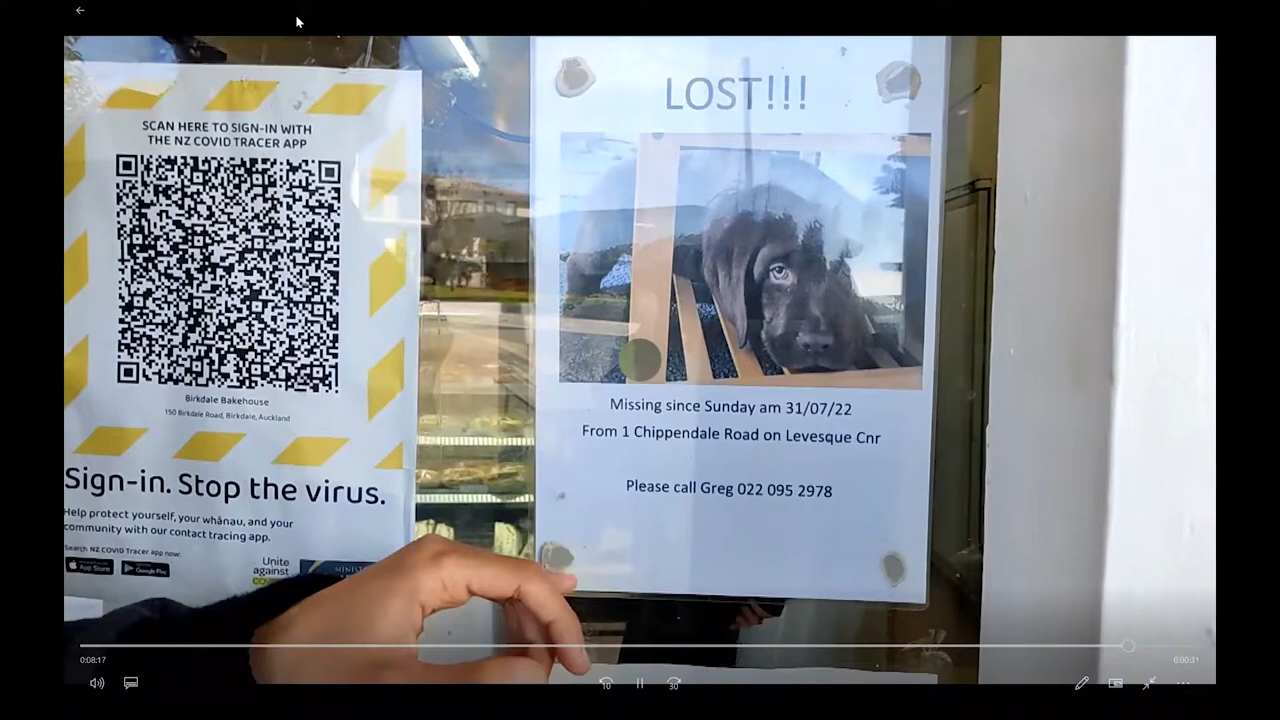 SCAN HERE TO SIGN-IN WITH
THE NZ COVID TRACER APP
Birkdale Bakehouse
150 Birkdale Road, Birkdale, Auckland
Sign-in. Stop the virus.
Help protect yourself, your whānau, and your
community with our contact tracing app.
Search NZ COVID Tracer app now:
App Store
Google Play
Unite
against
LOST!!!
Missing since Sunday am 31/07/22
From 1 Chippendale Road on Levesque Cnr
Please call Greg 022 095 2978
0:08:17
0:00:31
10
30